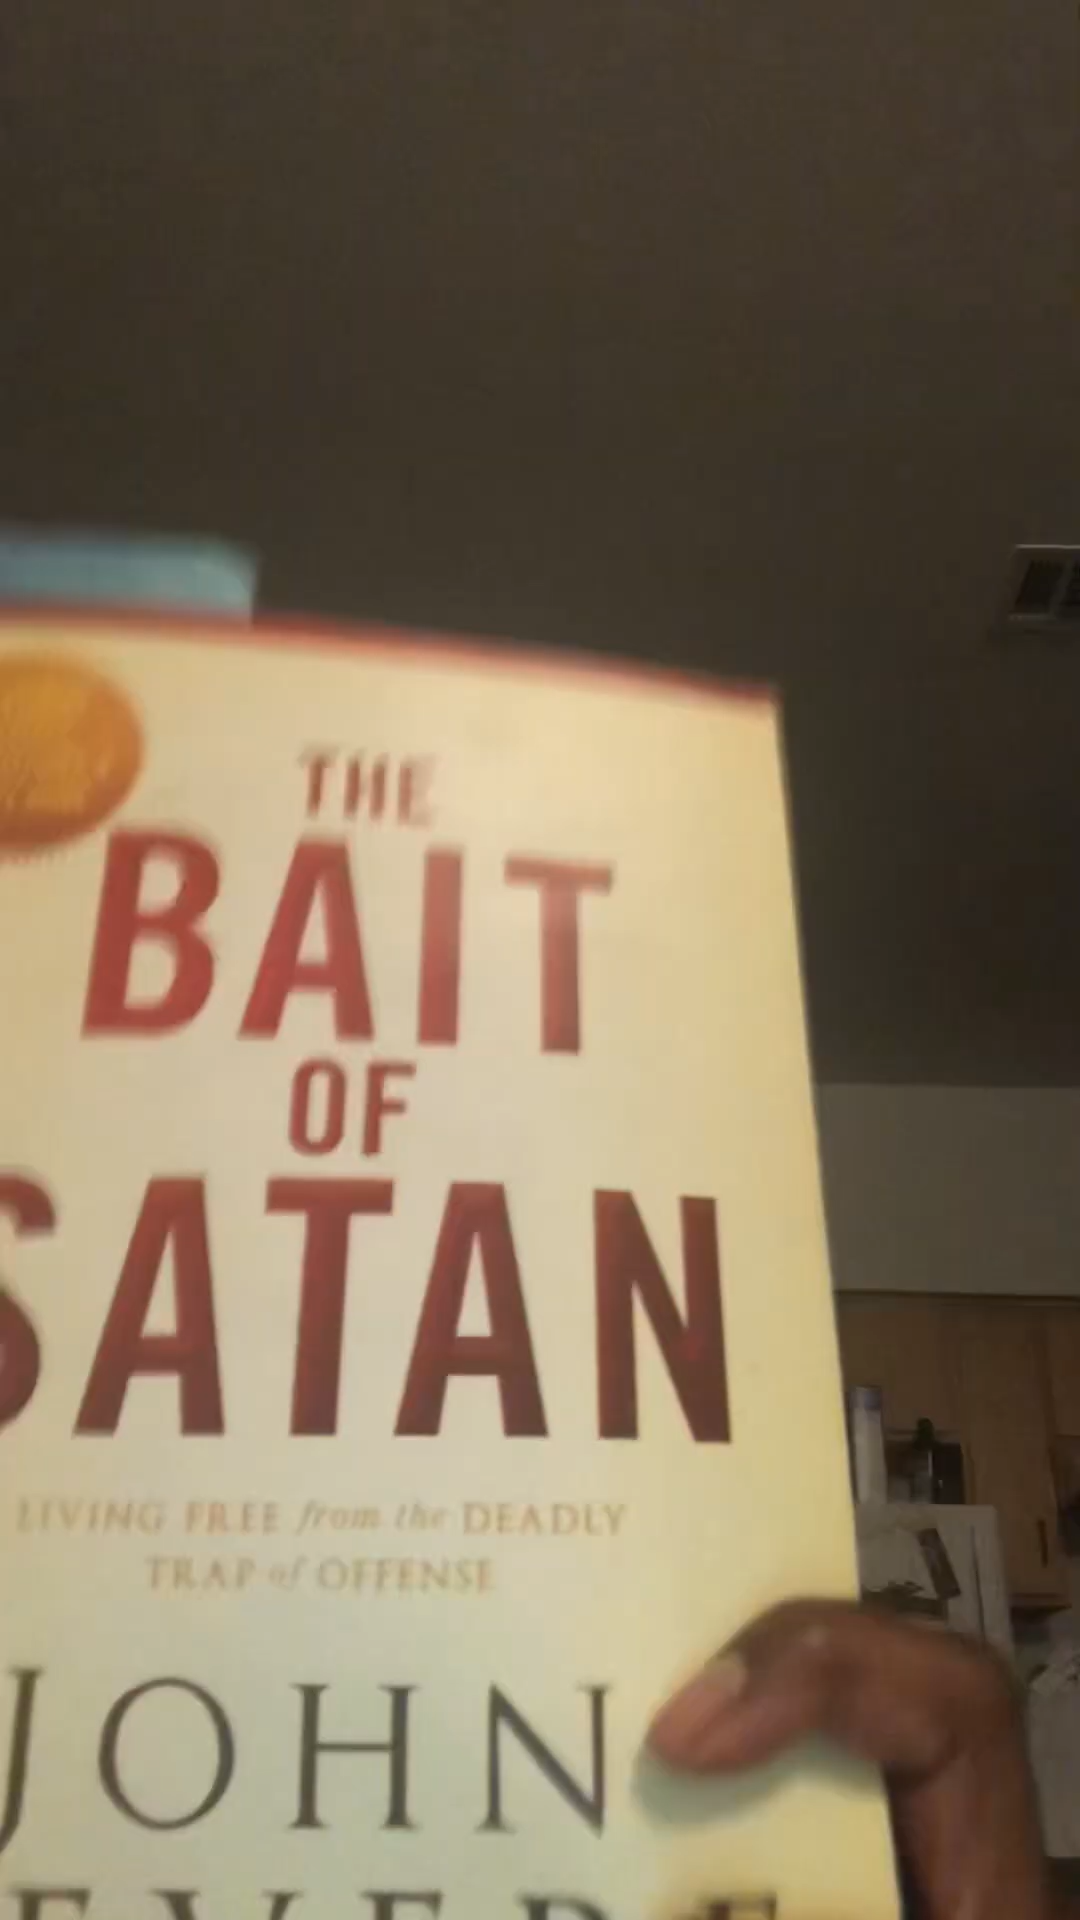 THE
BAIT
OF
SATAN
LIVING FREE from the DEADLY
TRAP of OFFENSE
JOHN